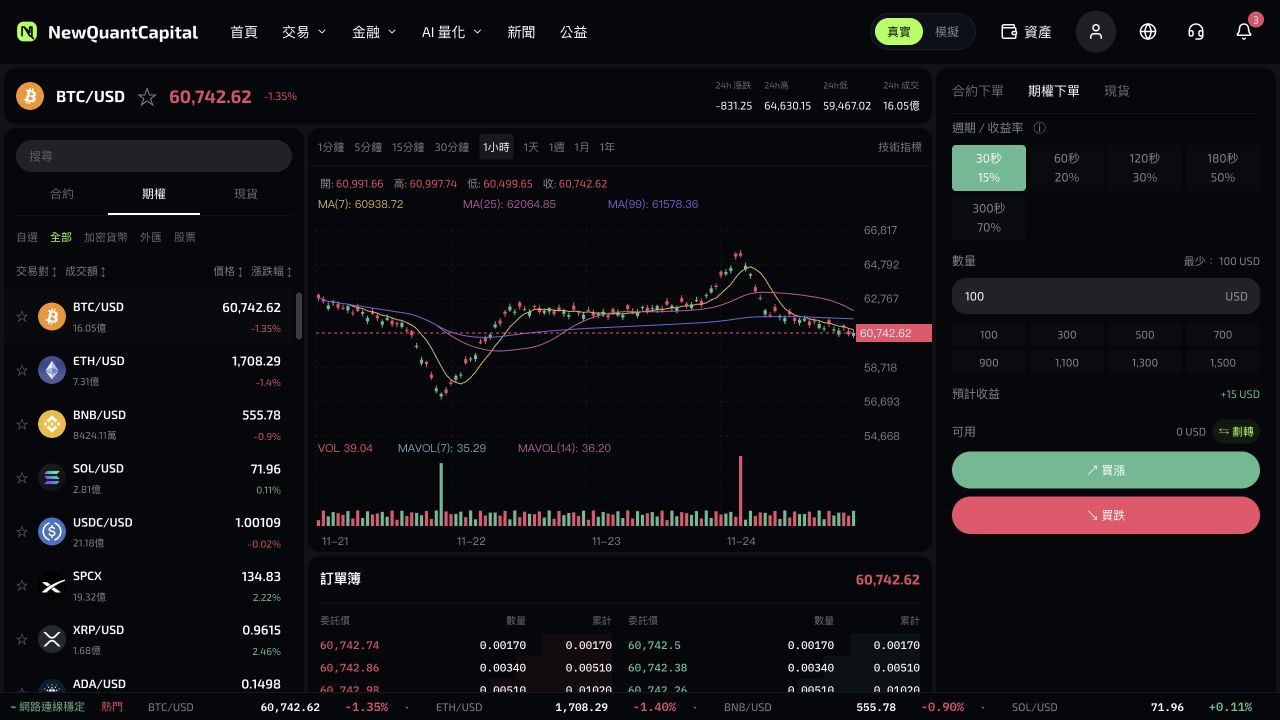 NewQuantCapital 首頁 交易 金融 AI 量化 新聞 公益 真實 模擬 資產 3
BTC/USD 60,742.62 -1.35%
24h 漲跌 24h高 24h低 24h 成交
-831.25 64,630.15 59,467.02 16.05億
搜尋
合約 期權 現貨
自選 全部 加密貨幣 外匯 股票
交易對 成交額 價格 漲跌幅
BTC/USD 60,742.62
16.05億 -1.35%
ETH/USD 1,708.29
7.31億 -1.4%
BNB/USD 555.78
8424.11萬 -0.9%
SOL/USD 71.96
2.81億 0.11%
USDC/USD 1.00109
21.18億 -0.02%
SPCX 134.83
19.32億 2.22%
XRP/USD 0.9615
1.68億 2.46%
ADA/USD 0.1498
1分鐘 5分鐘 15分鐘 30分鐘 1小時 1天 1週 1月 1年 技術指標
開: 60,991.66 高: 60,997.74 低: 60,499.65 收: 60,742.62
MA(7): 60938.72 MA(25): 62064.85 MA(99): 61578.36
66,817
64,792
62,767
60,742.62
58,718
56,693
54,668
VOL 39.04 MAVOL(7): 35.29 MAVOL(14): 36.20
11-21 11-22 11-23 11-24
訂單簿 60,742.62
委託價 數量 累計 委託價 數量 累計
60,742.74 0.00170 0.00170 60,742.5 0.00170 0.00170
60,742.86 0.00340 0.00510 60,742.38 0.00340 0.00510
60,742.98 0.00510 0.01020 60,742.26 0.00510 0.01020
合約下單 期權下單 現貨
週期 / 收益率
30秒 60秒 120秒 180秒
15% 20% 30% 50%
300秒
70%
數量 最少： 100 USD
100 USD
100 300 500 700
900 1,100 1,300 1,500
預計收益 +15 USD
可用 0 USD 劃轉
買漲
買跌
網路連線穩定 熱門 BTC/USD 60,742.62 -1.35% · ETH/USD 1,708.29 -1.40% · BNB/USD 555.78 -0.90% · SOL/USD 71.96 +0.11%